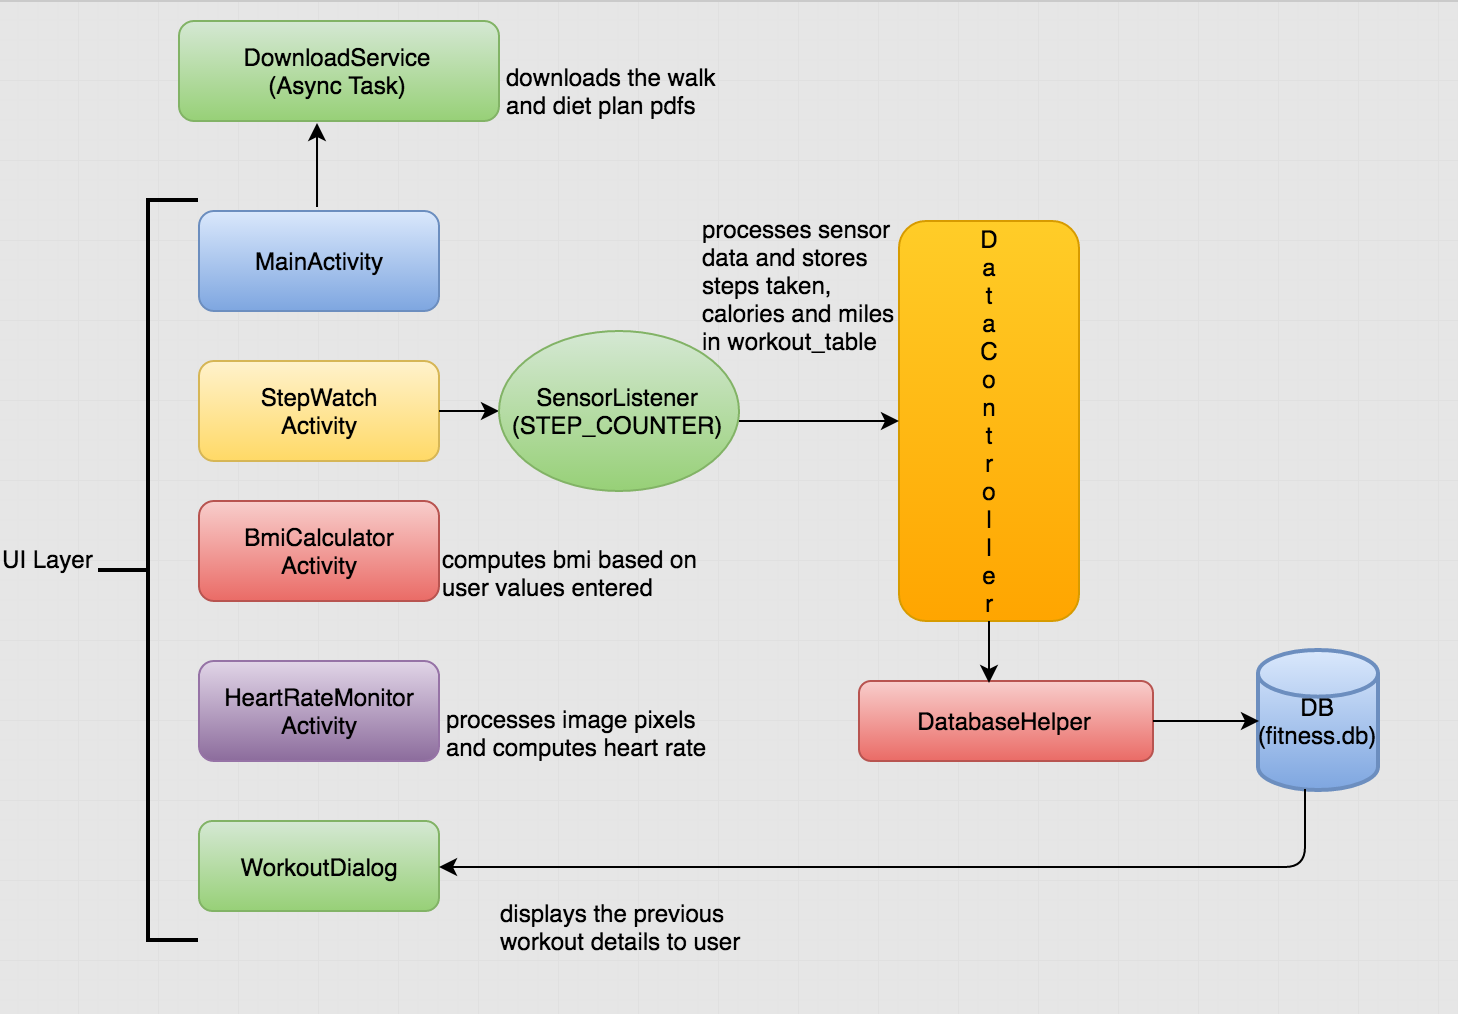 DownloadService
(Async Task)
downloads the walk
and diet plan pdfs
MainActivity
processes sensor
data and stores
steps taken,
calories and miles
in workout_table
D
a
t
a
C
o
n
t
r
o
l
l
e
r
StepWatch
Activity
SensorListener
(STEP_COUNTER)
UI Layer
BmiCalculator
Activity
computes bmi based on
user values entered
HeartRateMonitor
Activity
processes image pixels
and computes heart rate
DatabaseHelper
DB
(fitness.db)
WorkoutDialog
displays the previous
workout details to user